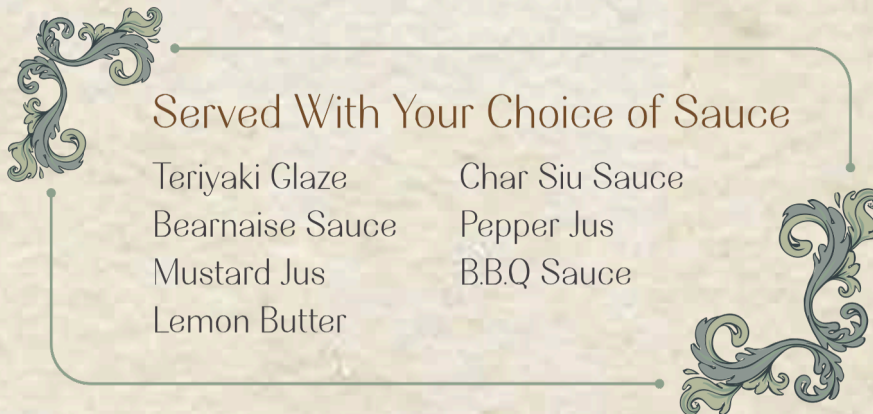 Served With Your Choice of Sauce
Teriyaki Glaze
Bearnaise Sauce
Mustard Jus
Lemon Butter
Char Siu Sauce
Pepper Jus
B.B.Q Sauce